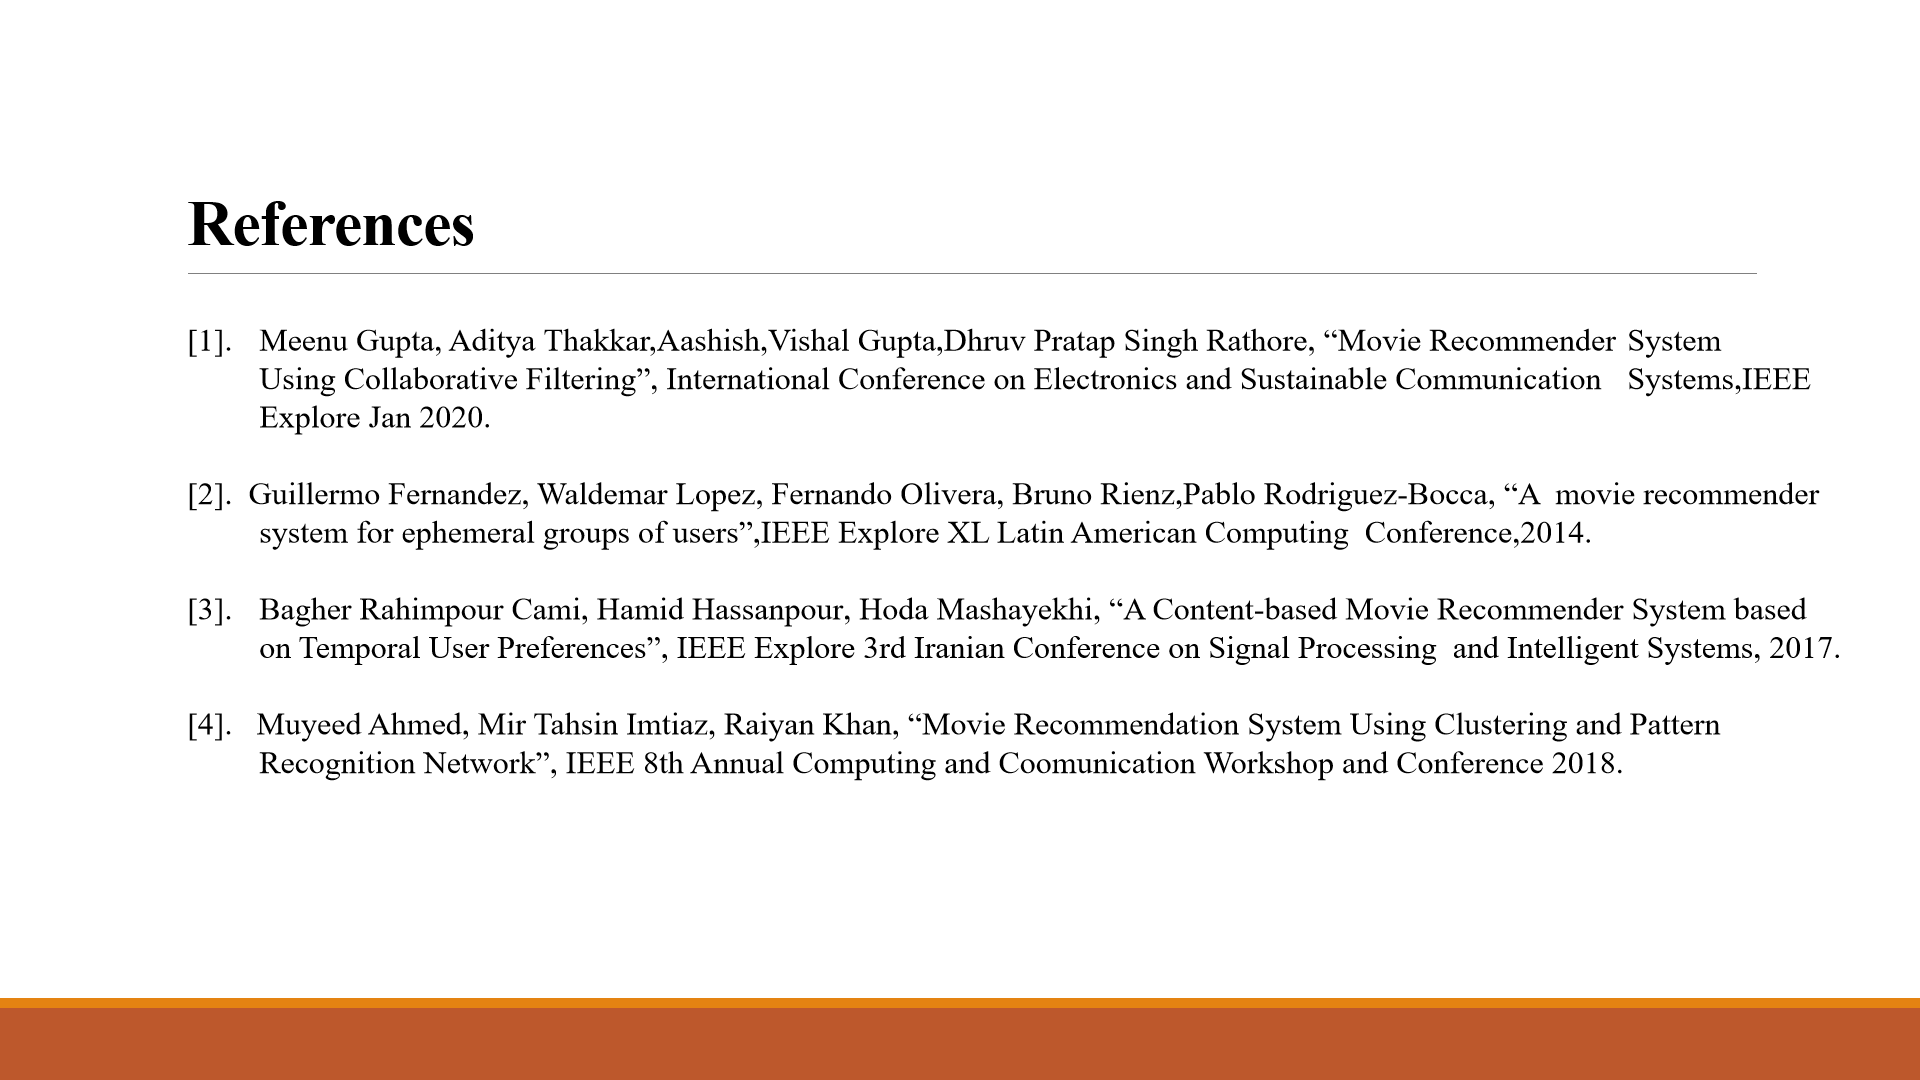 References
[1]. Meenu Gupta, Aditya Thakkar,Aashish,Vishal Gupta,Dhruv Pratap Singh Rathore, “Movie Recommender System
Using Collaborative Filtering”, International Conference on Electronics and Sustainable Communication Systems,IEEE
Explore Jan 2020.
[2]. Guillermo Fernandez, Waldemar Lopez, Fernando Olivera, Bruno Rienz,Pablo Rodriguez-Bocca, “A movie recommender
system for ephemeral groups of users”,IEEE Explore XL Latin American Computing Conference,2014.
[3]. Bagher Rahimpour Cami, Hamid Hassanpour, Hoda Mashayekhi, “A Content-based Movie Recommender System based
on Temporal User Preferences”, IEEE Explore 3rd Iranian Conference on Signal Processing and Intelligent Systems, 2017.
[4]. Muyeed Ahmed, Mir Tahsin Imtiaz, Raiyan Khan, “Movie Recommendation System Using Clustering and Pattern
Recognition Network”, IEEE 8th Annual Computing and Coomunication Workshop and Conference 2018.